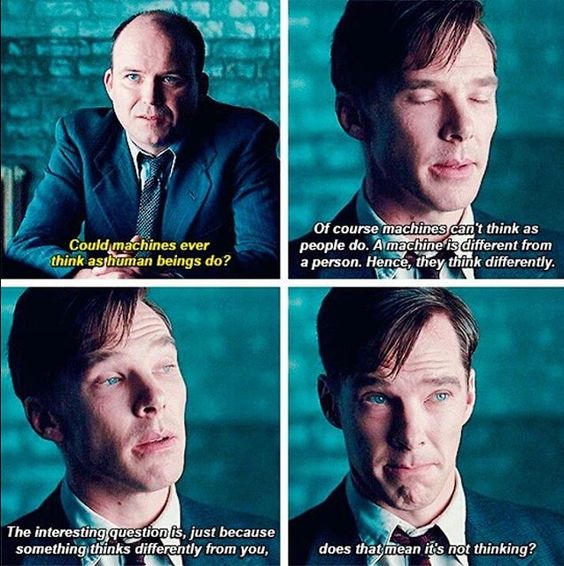 Could machines ever
think as human beings do?
Of course machines can't think as
people do. A machine is different from
a person. Hence, they think differently.
The interesting question is, just because
something thinks differently from you,
does that mean it's not thinking?